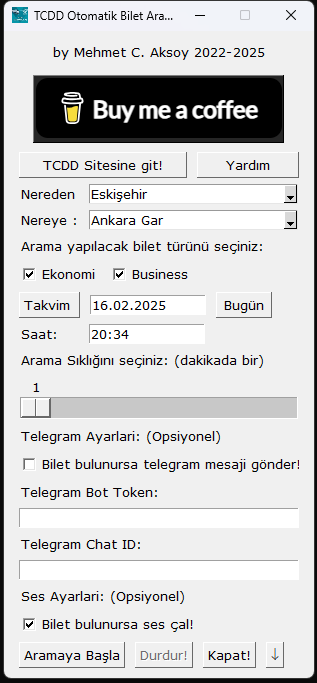 TCDD Otomatik Bilet Ara...
by Mehmet C. Aksoy 2022-2025
Buy me a coffee
TCDD Sitesine git! Yardım
Nereden Eskişehir
Nereye : Ankara Gar
Arama yapılacak bilet türünü seçiniz:
Ekonomi Business
Takvim 16.02.2025 Bugün
Saat: 20:34
Arama Sıklığını seçiniz: (dakikada bir)
1
Telegram Ayarlari: (Opsiyonel)
Bilet bulunursa telegram mesaji gönder!
Telegram Bot Token:
Telegram Chat ID:
Ses Ayarlari: (Opsiyonel)
Bilet bulunursa ses çal!
Aramaya Başla Durdur! Kapat! ↓